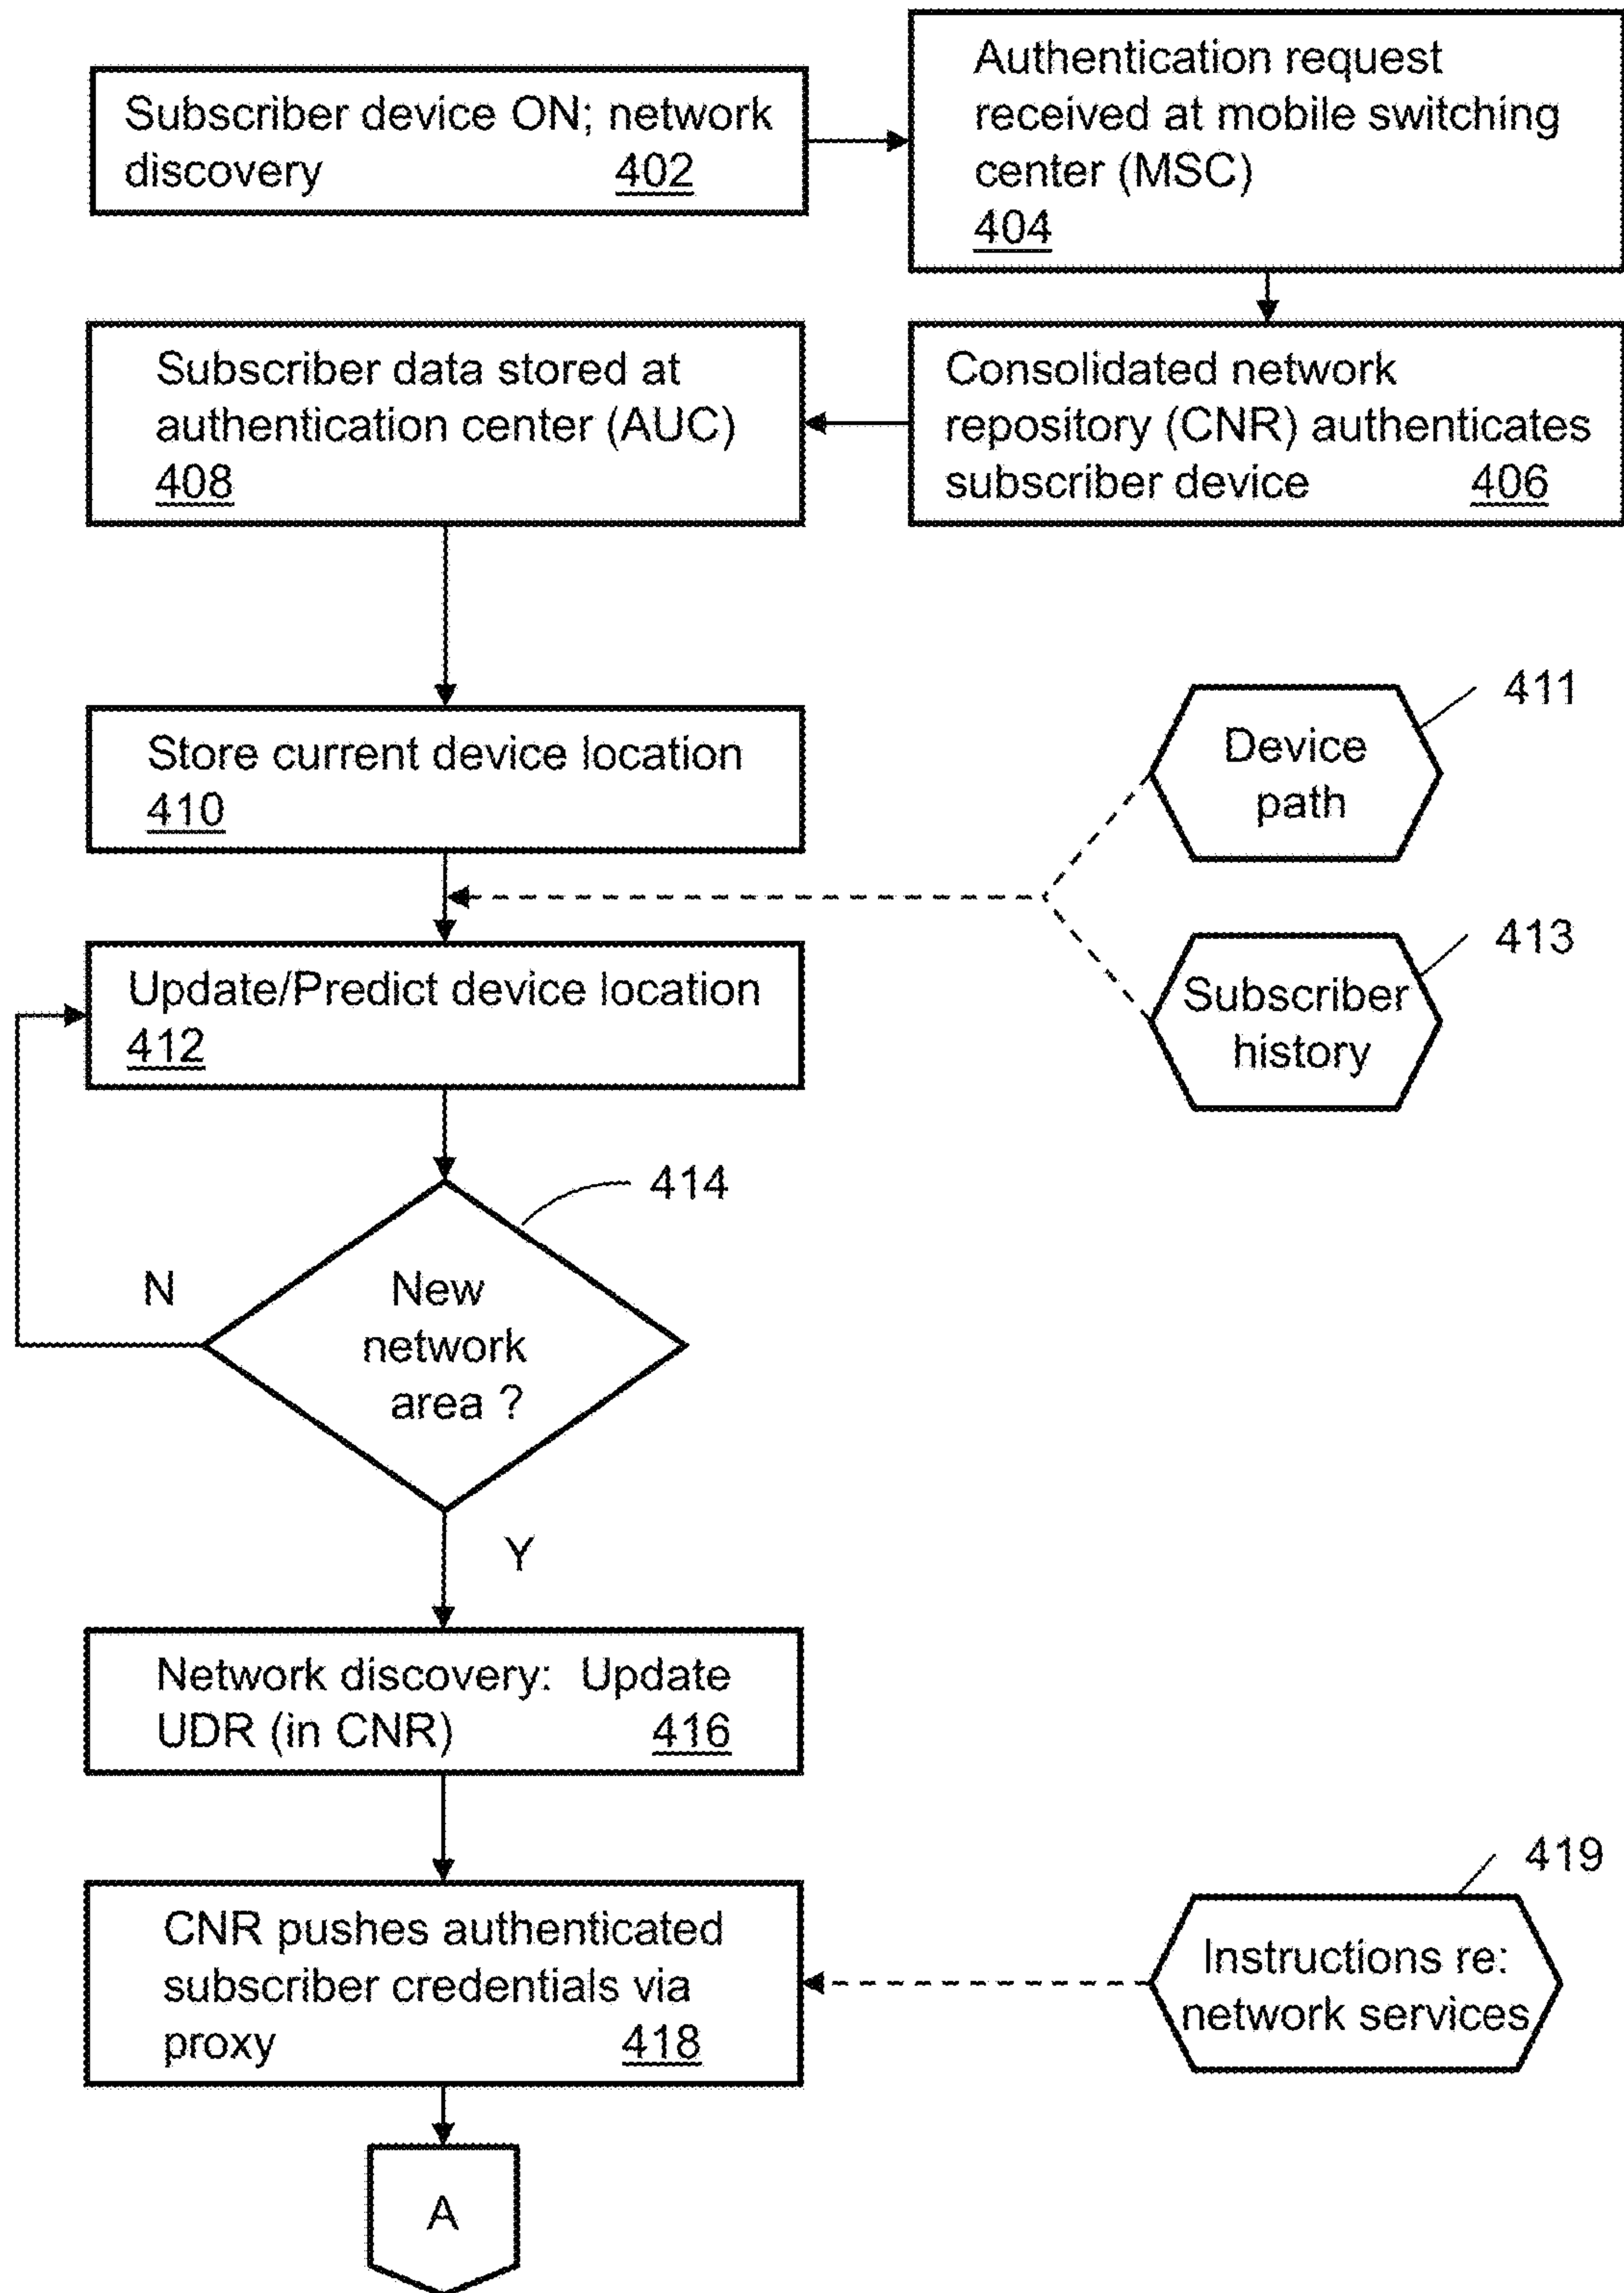 Subscriber device ON; network
discovery 402
Authentication request
received at mobile switching
center (MSC)
404
Consolidated network
repository (CNR) authenticates
subscriber device 406
Subscriber data stored at
authentication center (AUC)
408
Store current device location
410
411
Device
path
413
Subscriber
history
Update/Predict device location
412
414
New
network
area ?
N
Y
Network discovery: Update
UDR (in CNR) 416
CNR pushes authenticated
subscriber credentials via
proxy 418
419
Instructions re:
network services
A